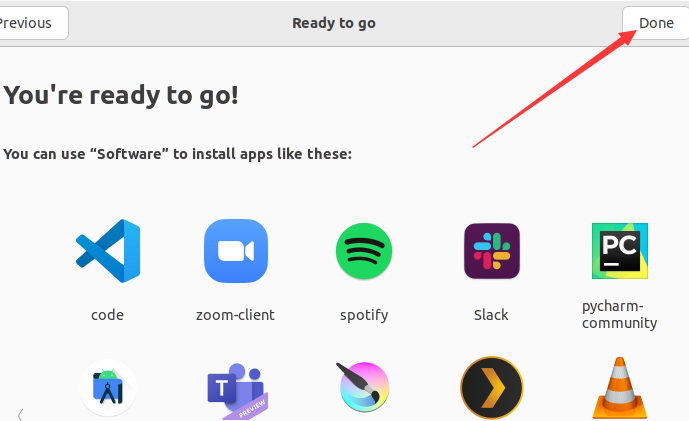 Previous
Ready to go
Done
You're ready to go!
You can use “Software” to install apps like these:
PC
code
zoom-client
spotify
Slack
pycharm-
community
T
PREVIEW